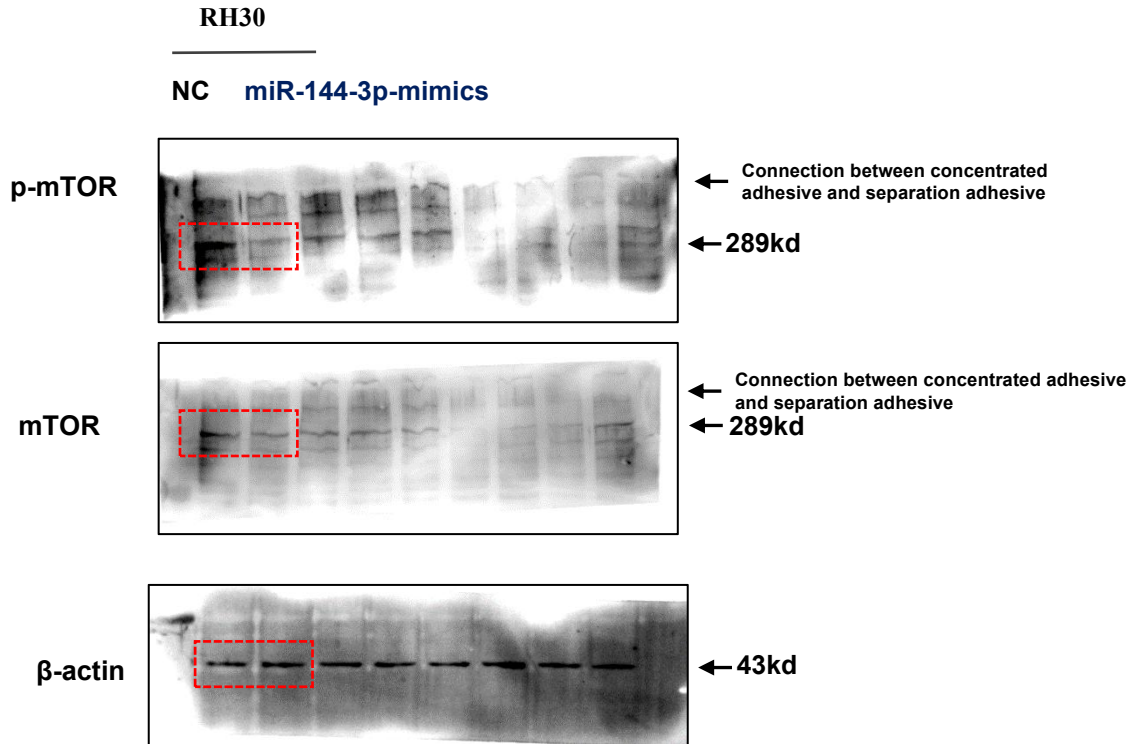 RH30
NC miR-144-3p-mimics
p-mTOR
Connection between concentrated
adhesive and separation adhesive
289kd
mTOR
Connection between concentrated adhesive
and separation adhesive
289kd
β-actin
43kd